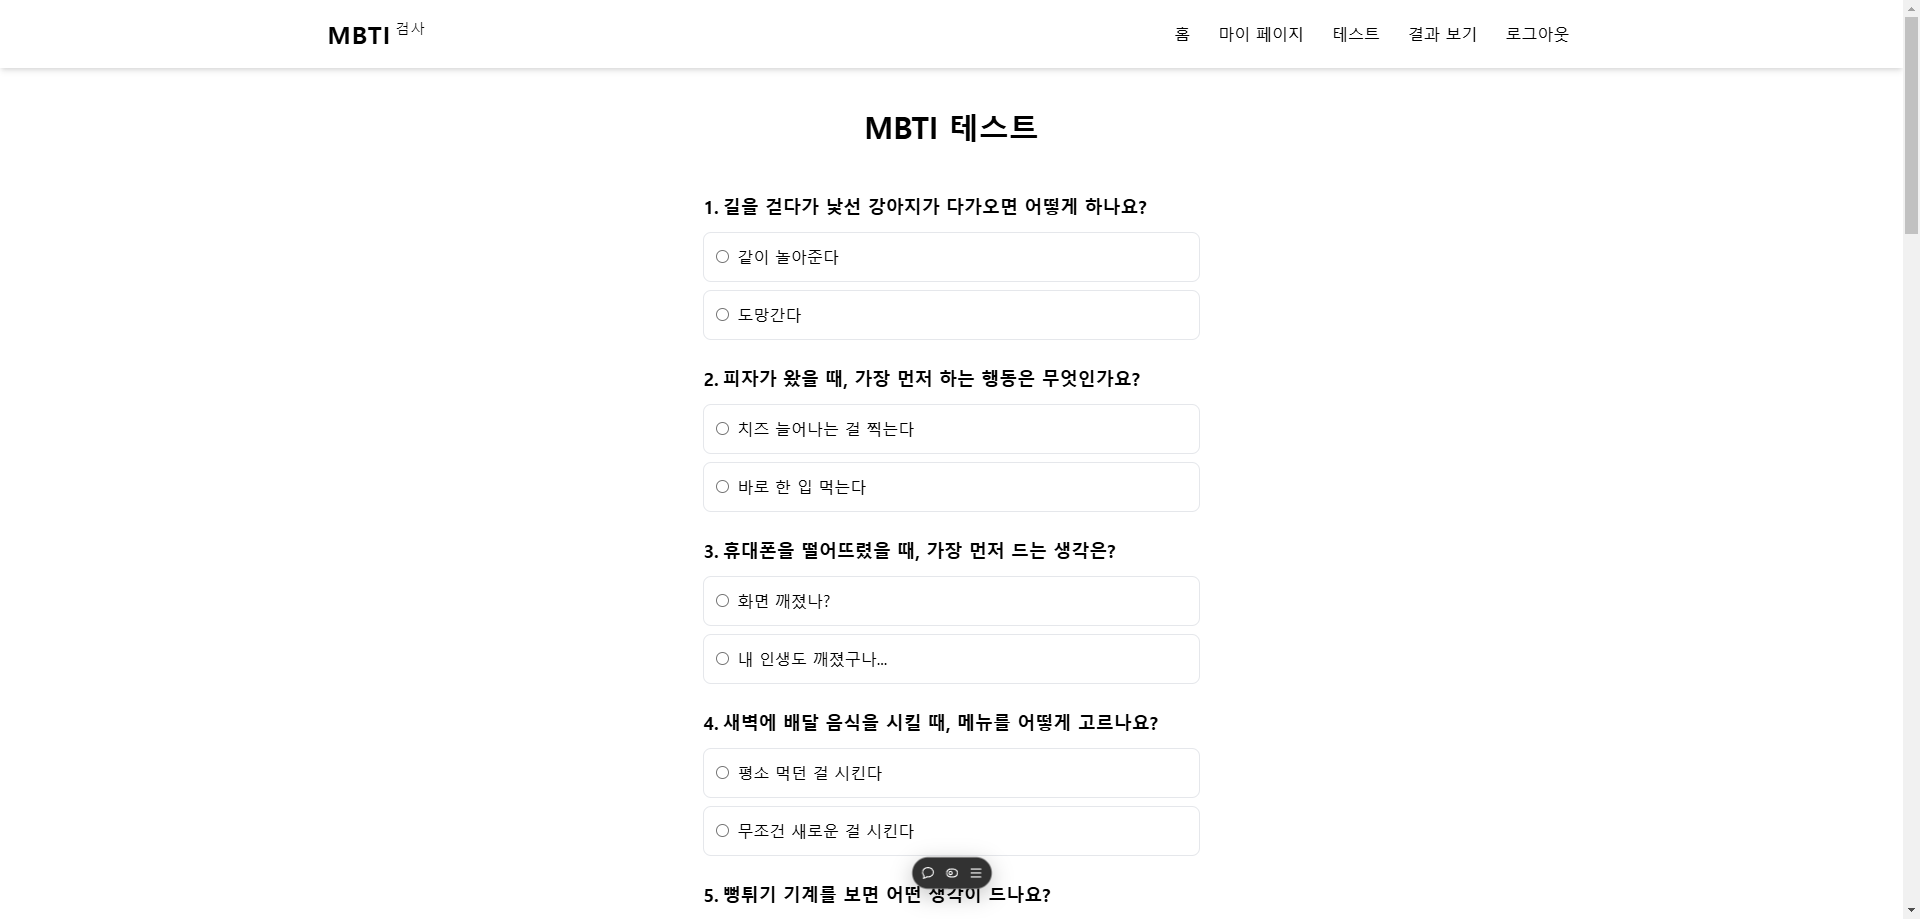 MBTI 검사
홈 마이 페이지 테스트 결과 보기 로그아웃
MBTI 테스트
1. 길을 걷다가 낯선 강아지가 다가오면 어떻게 하나요?
같이 놀아준다
도망간다
2. 피자가 왔을 때, 가장 먼저 하는 행동은 무엇인가요?
치즈 늘어나는 걸 찍는다
바로 한 입 먹는다
3. 휴대폰을 떨어뜨렸을 때, 가장 먼저 드는 생각은?
화면 깨졌나?
내 인생도 깨졌구나...
4. 새벽에 배달 음식을 시킬 때, 메뉴를 어떻게 고르나요?
평소 먹던 걸 시킨다
무조건 새로운 걸 시킨다
5. 뻥튀기 기계를 보면 어떤 생각이 드나요?